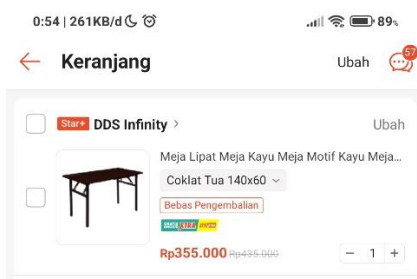 0:54 | 261KB/d
89%
Keranjang
Ubah
57
Star+ DDS Infinity >
Ubah
Meja Lipat Meja Kayu Meja Motif Kayu Meja...
Coklat Tua 140x60
Bebas Pengembalian
XTRA
Rp355.000 Rp435.000
− 1 +